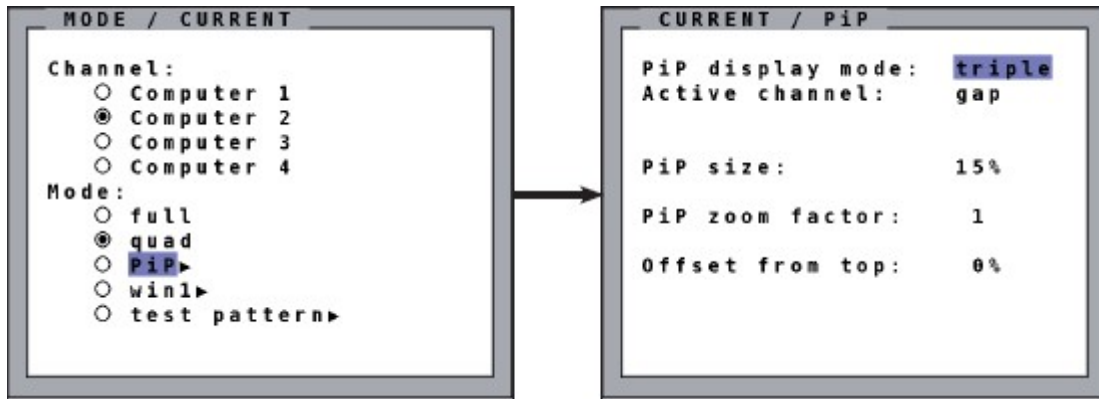 MODE / CURRENT
Channel:
Computer 1
Computer 2
Computer 3
Computer 4
Mode:
full
quad
PiP▸
win1▸
test pattern▸
CURRENT / PiP
PiP display mode: triple
Active channel: gap
PiP size: 15%
PiP zoom factor: 1
Offset from top: 0%